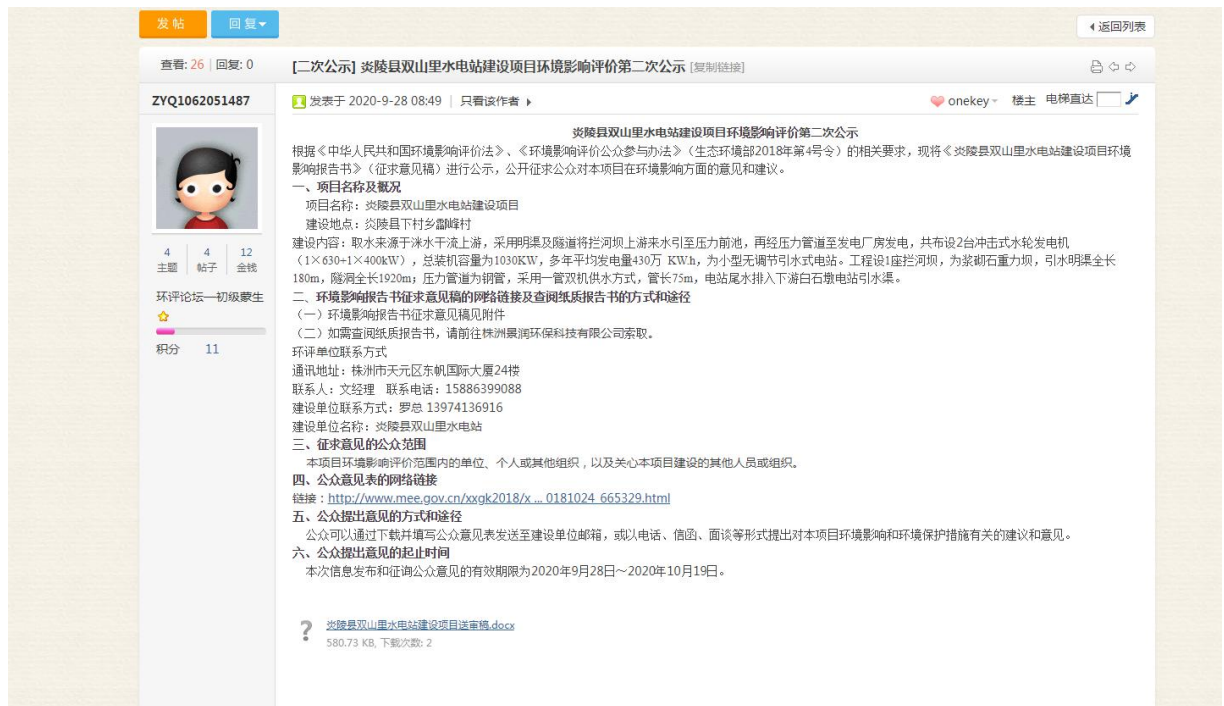 发帖 回复
返回列表
查看: 26 | 回复: 0
[二次公示] 炎陵县双山里水电站建设项目环境影响评价第二次公示 [复制链接]
ZYQ1062051487
发表于 2020-9-28 08:49 | 只看该作者
onekey 楼主 电梯直达
4 4 12
主题 帖子 金钱
环评论坛—初级蒙生
积分 11
炎陵县双山里水电站建设项目环境影响评价第二次公示
根据《中华人民共和国环境影响评价法》、《环境影响评价公众参与办法》（生态环境部2018年第4号令）的相关要求，现将《炎陵县双山里水电站建设项目环境
影响报告书》（征求意见稿）进行公示，公开征求公众对本项目在环境影响方面的意见和建议。
一、项目名称及概况
项目名称：炎陵县双山里水电站建设项目
建设地点：炎陵县下村乡酃峰村
建设内容：取水来源于洣水干流上游，采用明渠及隧道将拦河坝上游来水引至压力前池，再经压力管道至发电厂房发电，共布设2台冲击式水轮发电机
（1×630+1×400kW），总装机容量为1030KW，多年平均发电量430万 KW.h，为小型无调节引水式电站。工程设1座拦河坝，为浆砌石重力坝，引水明渠全长
180m，隧洞全长1920m；压力管道为钢管，采用一管双机供水方式，管长75m，电站尾水排入下游白石墩电站引水渠。
二、环境影响报告书征求意见稿的网络链接及查阅纸质报告书的方式和途径
（一）环境影响报告书征求意见稿见附件
（二）如需查阅纸质报告书，请前往株洲景润环保科技有限公司索取。
环评单位联系方式
通讯地址：株洲市天元区东帆国际大厦24楼
联系人：文经理 联系电话：15886399088
建设单位联系方式：罗总 13974136916
建设单位名称：炎陵县双山里水电站
三、征求意见的公众范围
本项目环境影响评价范围内的单位、个人或其他组织，以及关心本项目建设的其他人员或组织。
四、公众意见表的网络链接
链接：http://www.mee.gov.cn/xxgk2018/x ... 0181024_665329.html
五、公众提出意见的方式和途径
公众可以通过下载并填写公众意见表发送至建设单位邮箱，或以电话、信函、面谈等形式提出对本项目环境影响和环境保护措施有关的建议和意见。
六、公众提出意见的起止时间
本次信息发布和征询公众意见的有效期限为2020年9月28日～2020年10月19日。
炎陵县双山里水电站建设项目送审稿.docx
580.73 KB, 下载次数: 2